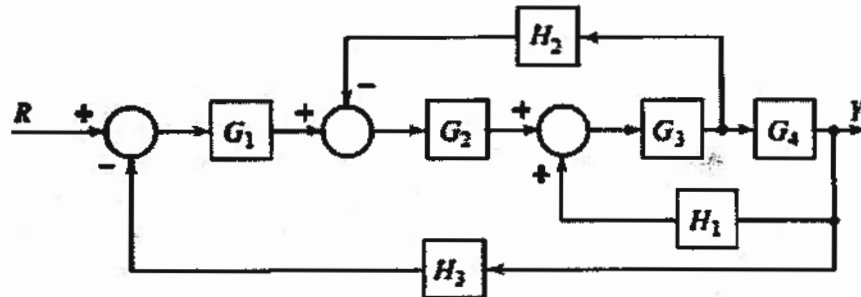 H₂
−
R + G₁ + G₂ + G₃ G₄ Y
− +
H₁
H₃